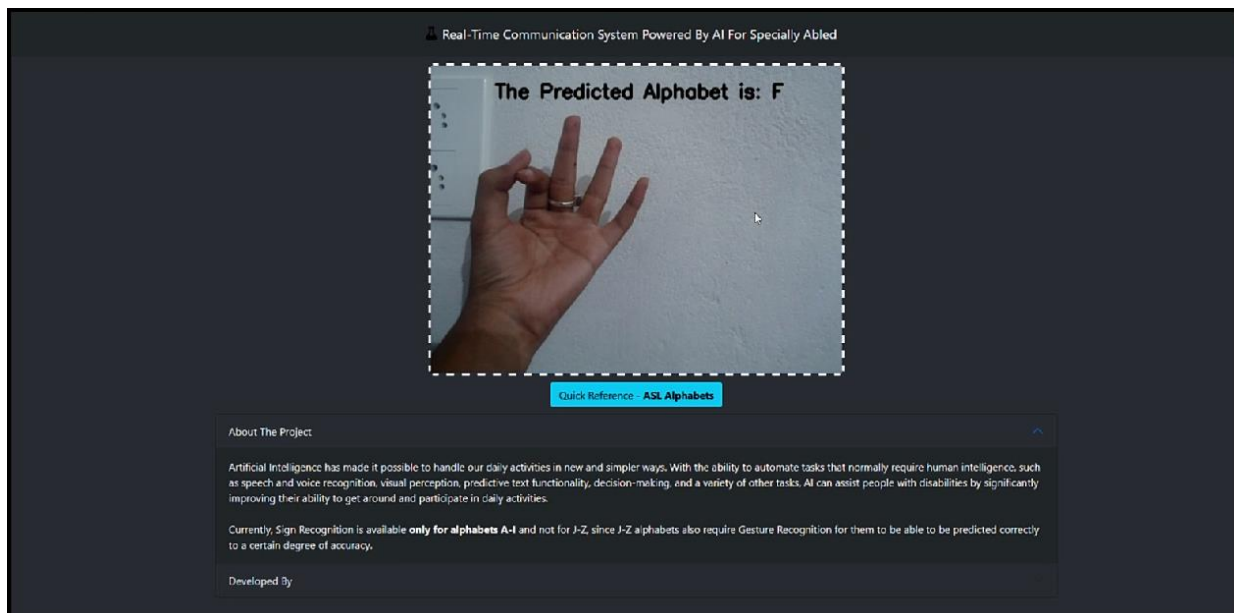 Real-Time Communication System Powered By AI For Specially Abled
The Predicted Alphabet is: F
Quick Reference - ASL Alphabets
About The Project
Artificial Intelligence has made it possible to handle our daily activities in new and simpler ways. With the ability to automate tasks that normally require human intelligence, such
as speech and voice recognition, visual perception, predictive text functionality, decision-making, and a variety of other tasks, AI can assist people with disabilities by significantly
improving their ability to get around and participate in daily activities.
Currently, Sign Recognition is available only for alphabets A-I and not for J-Z, since J-Z alphabets also require Gesture Recognition for them to be able to be predicted correctly
to a certain degree of accuracy.
Developed By